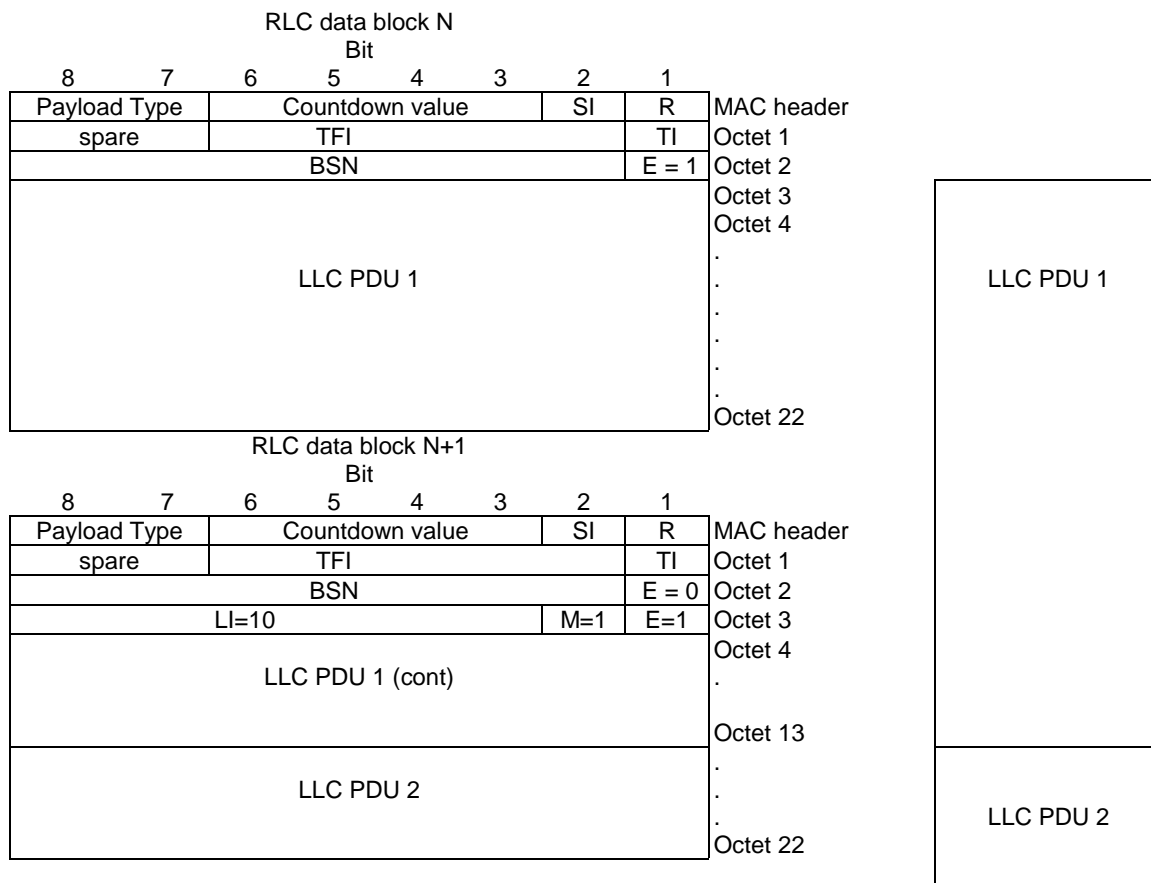 RLC data block N
Bit
8 7 6 5 4 3 2 1
Payload Type Countdown value SI R MAC header
spare TFI TI Octet 1
BSN E = 1 Octet 2
Octet 3
Octet 4
.
LLC PDU 1 . LLC PDU 1
.
.
.
.
Octet 22
RLC data block N+1
Bit
8 7 6 5 4 3 2 1
Payload Type Countdown value SI R MAC header
spare TFI TI Octet 1
BSN E = 0 Octet 2
LI=10 M=1 E=1 Octet 3
Octet 4
LLC PDU 1 (cont) .
Octet 13
.
LLC PDU 2 .
. LLC PDU 2
Octet 22